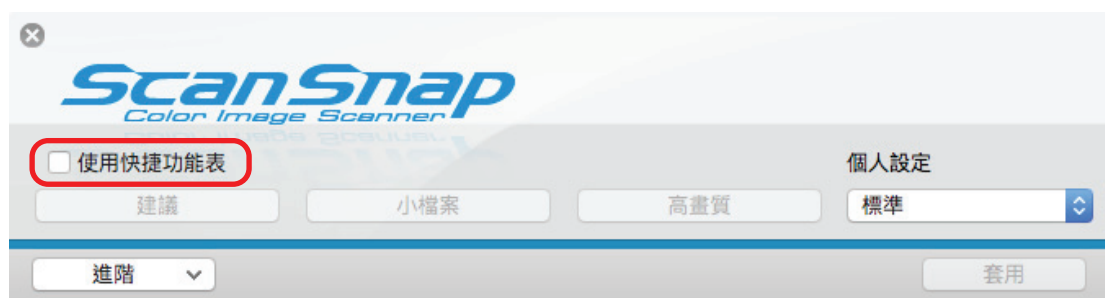 ScanSnap
Color Image Scanner
使用快捷功能表
個人設定
建議
小檔案
高畫質
標準
進階
套用